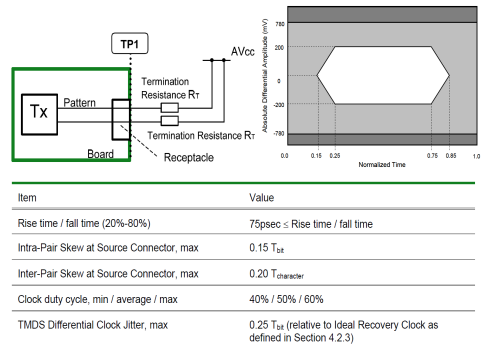 TP1
AVcc
Termination
Resistance RT
Tx
Pattern
Termination Resistance RT
Board
Receptacle
Absolute Differential Amplitude (mV)
780
200
0
-200
-780
0.0 0.15 0.25 0.75 0.85 1.0
Normalized Time
Item Value
Rise time / fall time (20%-80%) 75psec ≤ Rise time / fall time
Intra-Pair Skew at Source Connector, max 0.15 Tbit
Inter-Pair Skew at Source Connector, max 0.20 Tcharacter
Clock duty cycle, min / average / max 40% / 50% / 60%
TMDS Differential Clock Jitter, max 0.25 Tbit (relative to Ideal Recovery Clock as
defined in Section 4.2.3)